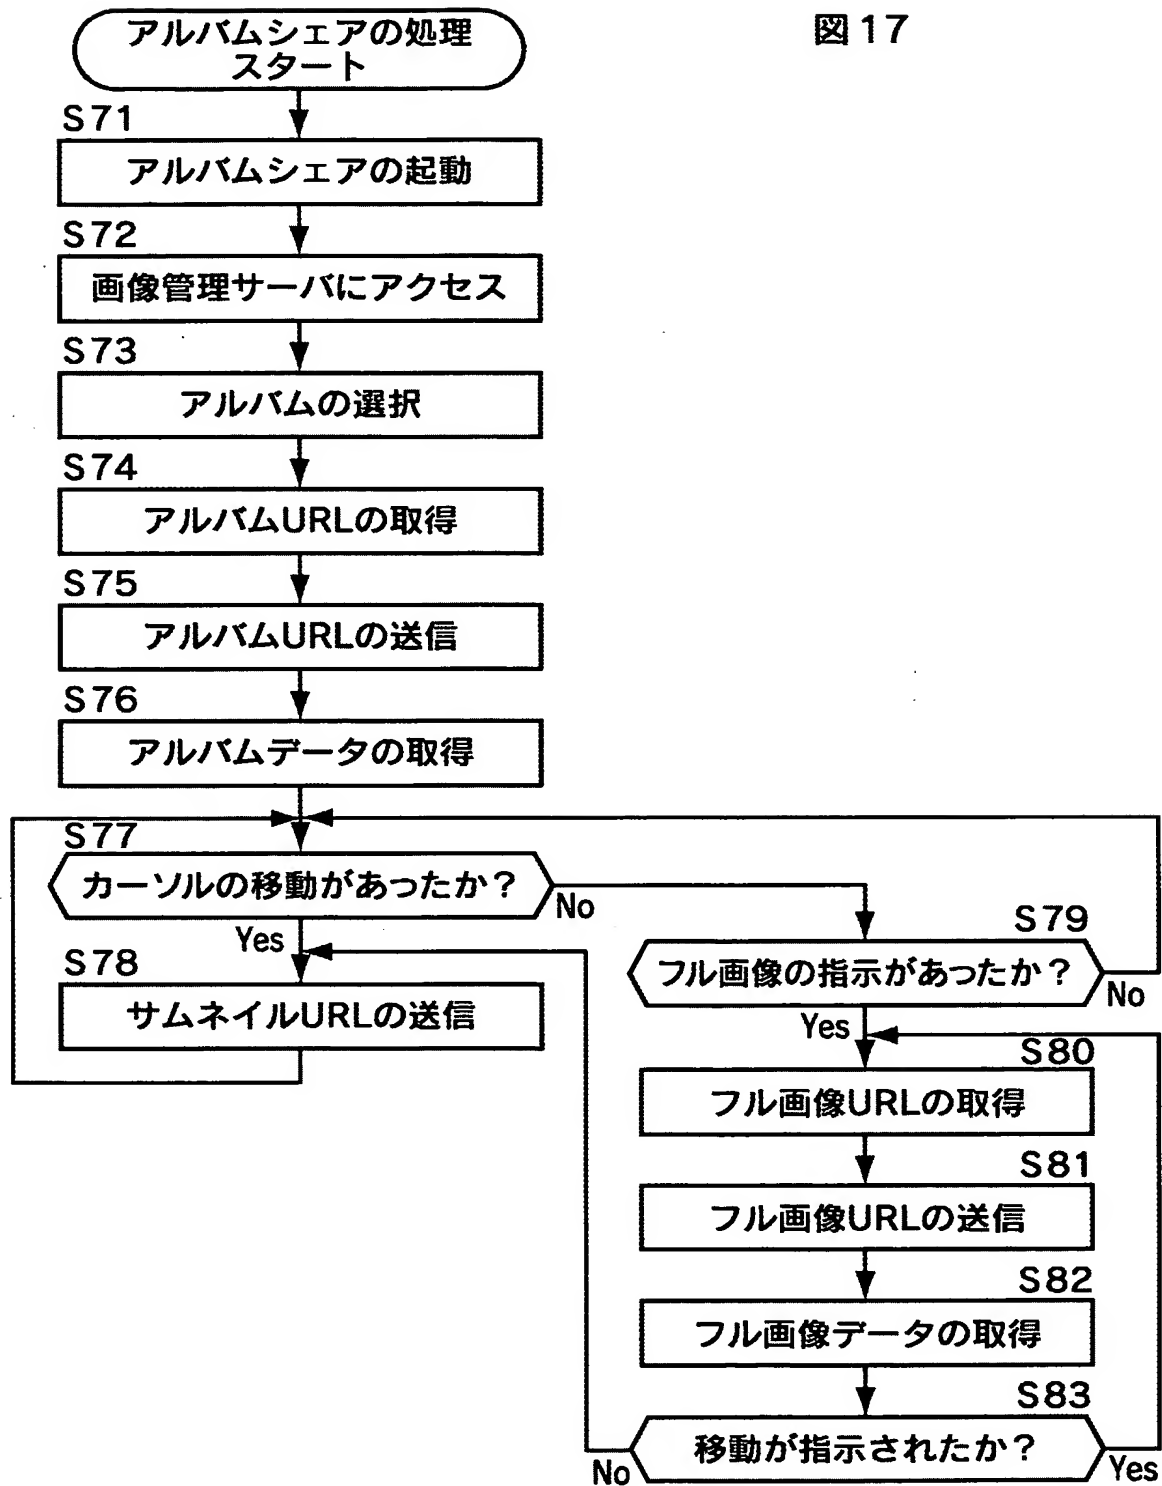 図17
アルバムシェアの処理
スタート
S71
アルバムシェアの起動
S72
画像管理サーバにアクセス
S73
アルバムの選択
S74
アルバムURLの取得
S75
アルバムURLの送信
S76
アルバムデータの取得
S77
カーソルの移動があったか?
No
Yes
S78
サムネイルURLの送信
S79
フル画像の指示があったか?
No
Yes
S80
フル画像URLの取得
S81
フル画像URLの送信
S82
フル画像データの取得
S83
移動が指示されたか?
No
Yes